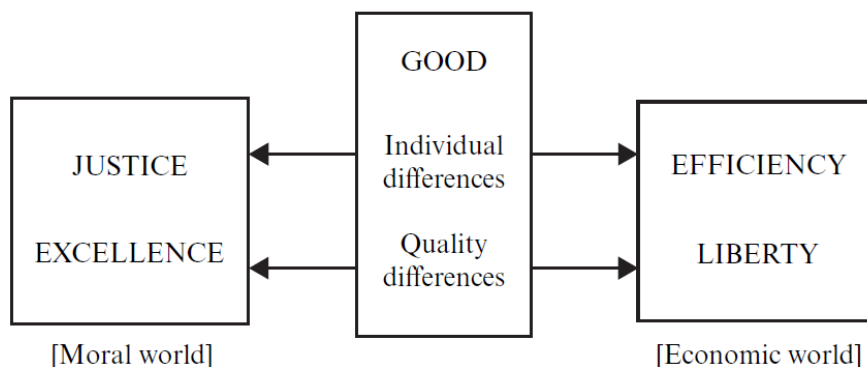 GOOD
Individual
differences
Quality
differences
JUSTICE
EXCELLENCE
[Moral world]
EFFICIENCY
LIBERTY
[Economic world]